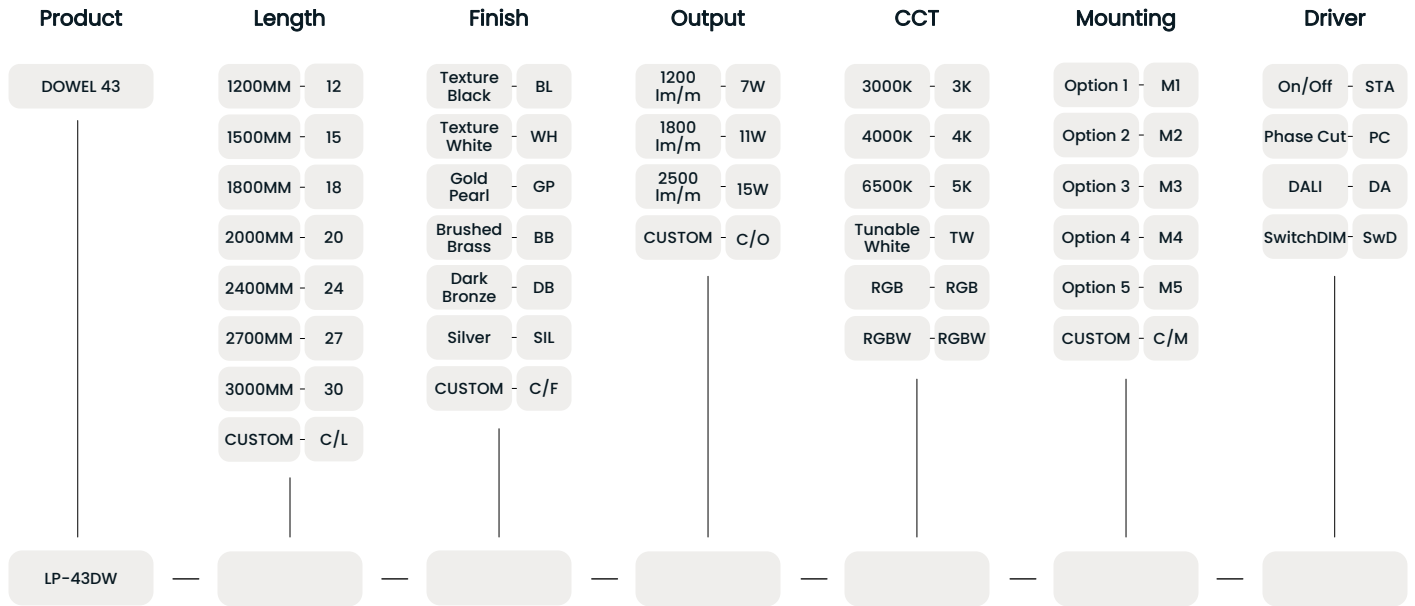 Product
Length
Finish
Output
CCT
Mounting
Driver
DOWEL 43
1200MM - 12
1500MM - 15
1800MM - 18
2000MM - 20
2400MM - 24
2700MM - 27
3000MM - 30
CUSTOM - C/L
Texture
Black - BL
Texture
White - WH
Gold
Pearl - GP
Brushed
Brass - BB
Dark
Bronze - DB
Silver - SIL
CUSTOM - C/F
1200
lm/m - 7W
1800
lm/m - 11W
2500
lm/m - 15W
CUSTOM - C/O
3000K - 3K
4000K - 4K
6500K - 5K
Tunable
White - TW
RGB - RGB
RGBW - RGBW
Option 1 - M1
Option 2 - M2
Option 3 - M3
Option 4 - M4
Option 5 - M5
CUSTOM - C/M
On/Off - STA
Phase Cut - PC
DALI - DA
SwitchDIM - SwD
LP-43DW